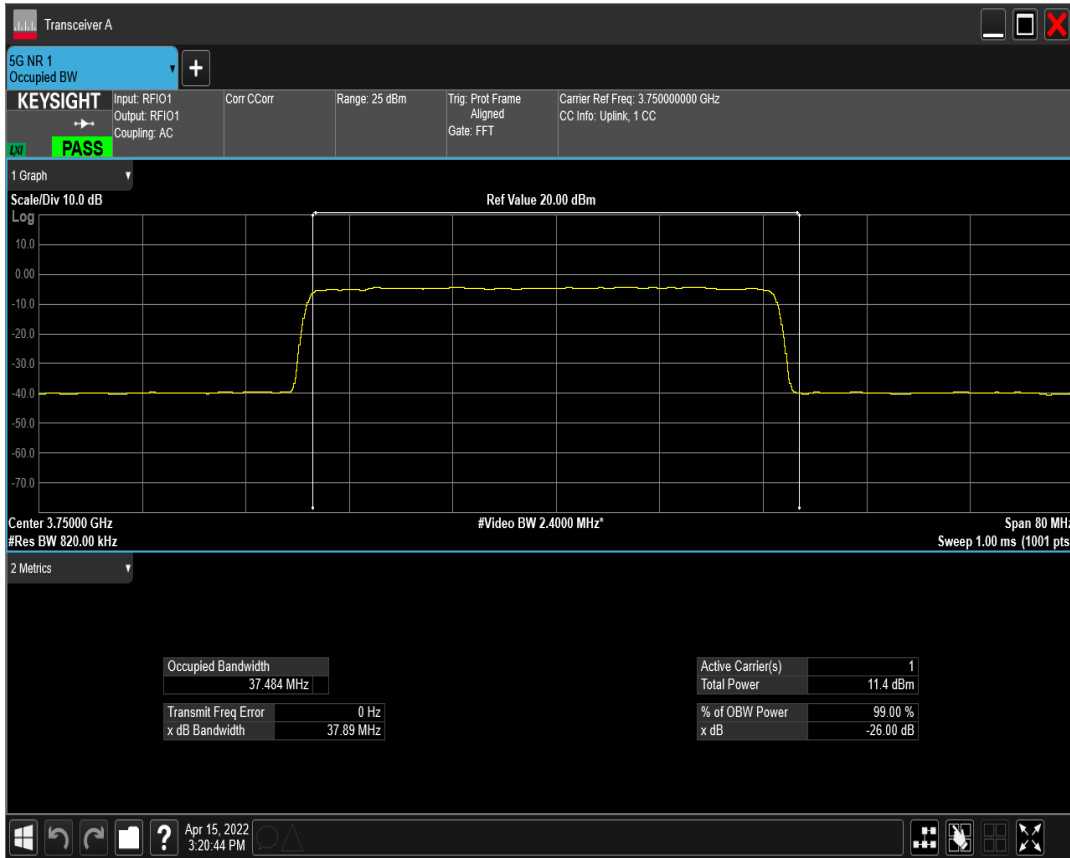 Transceiver A
5G NR 1
Occupied BW
+
KEYSIGHT
LXI
PASS
Input: RFIO1
Output: RFIO1
Coupling: AC
Corr CCorr
Range: 25 dBm
Trig: Prot Frame
Aligned
Gate: FFT
Carrier Ref Freq: 3.750000000 GHz
CC Info: Uplink, 1 CC
1 Graph
Scale/Div 10.0 dB
Ref Value 20.00 dBm
Log
10.0
0.00
-10.0
-20.0
-30.0
-40.0
-50.0
-60.0
-70.0
Center 3.75000 GHz
#Video BW 2.4000 MHz*
Span 80 MHz
#Res BW 820.00 kHz
Sweep 1.00 ms (1001 pts
2 Metrics
Occupied Bandwidth
37.484 MHz
Transmit Freq Error 0 Hz
x dB Bandwidth 37.89 MHz
Active Carrier(s) 1
Total Power 11.4 dBm
% of OBW Power 99.00 %
x dB -26.00 dB
?
Apr 15, 2022
3:20:44 PM